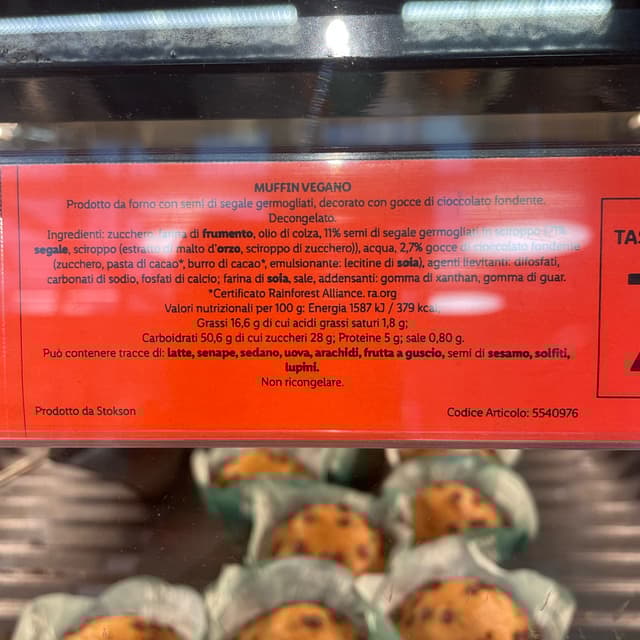 MUFFIN VEGANO
Prodotto da forno con semi di segale germogliati, decorato con gocce di cioccolato fondente.
Decongelato.
Ingredienti: zucchero, farina di frumento, olio di colza, 11% semi di segale germogliati in sciroppo
segale, sciroppo (estratto di malto d'orzo, sciroppo di zucchero)), acqua, 2,7% gocce di cioccolato fondente
(zucchero, pasta di cacao*, burro di cacao*, emulsionante: lecitine di soia), agenti lievitanti: difosfati,
carbonati di sodio, fosfati di calcio; farina di soia, sale, addensanti: gomma di xanthan, gomma di guar.
*Certificato Rainforest Alliance. ra.org
Valori nutrizionali per 100 g: Energia 1587 kJ / 379 kcal;
Grassi 16,6 g di cui acidi grassi saturi 1,8 g;
Carboidrati 50,6 g di cui zuccheri 28 g; Proteine 5 g; sale 0,80 g.
Può contenere tracce di: latte, senape, sedano, uova, arachidi, frutta a guscio, semi di sesamo, solfiti,
lupini.
Non ricongelare.
Prodotto da Stokson
Codice Articolo: 5540976